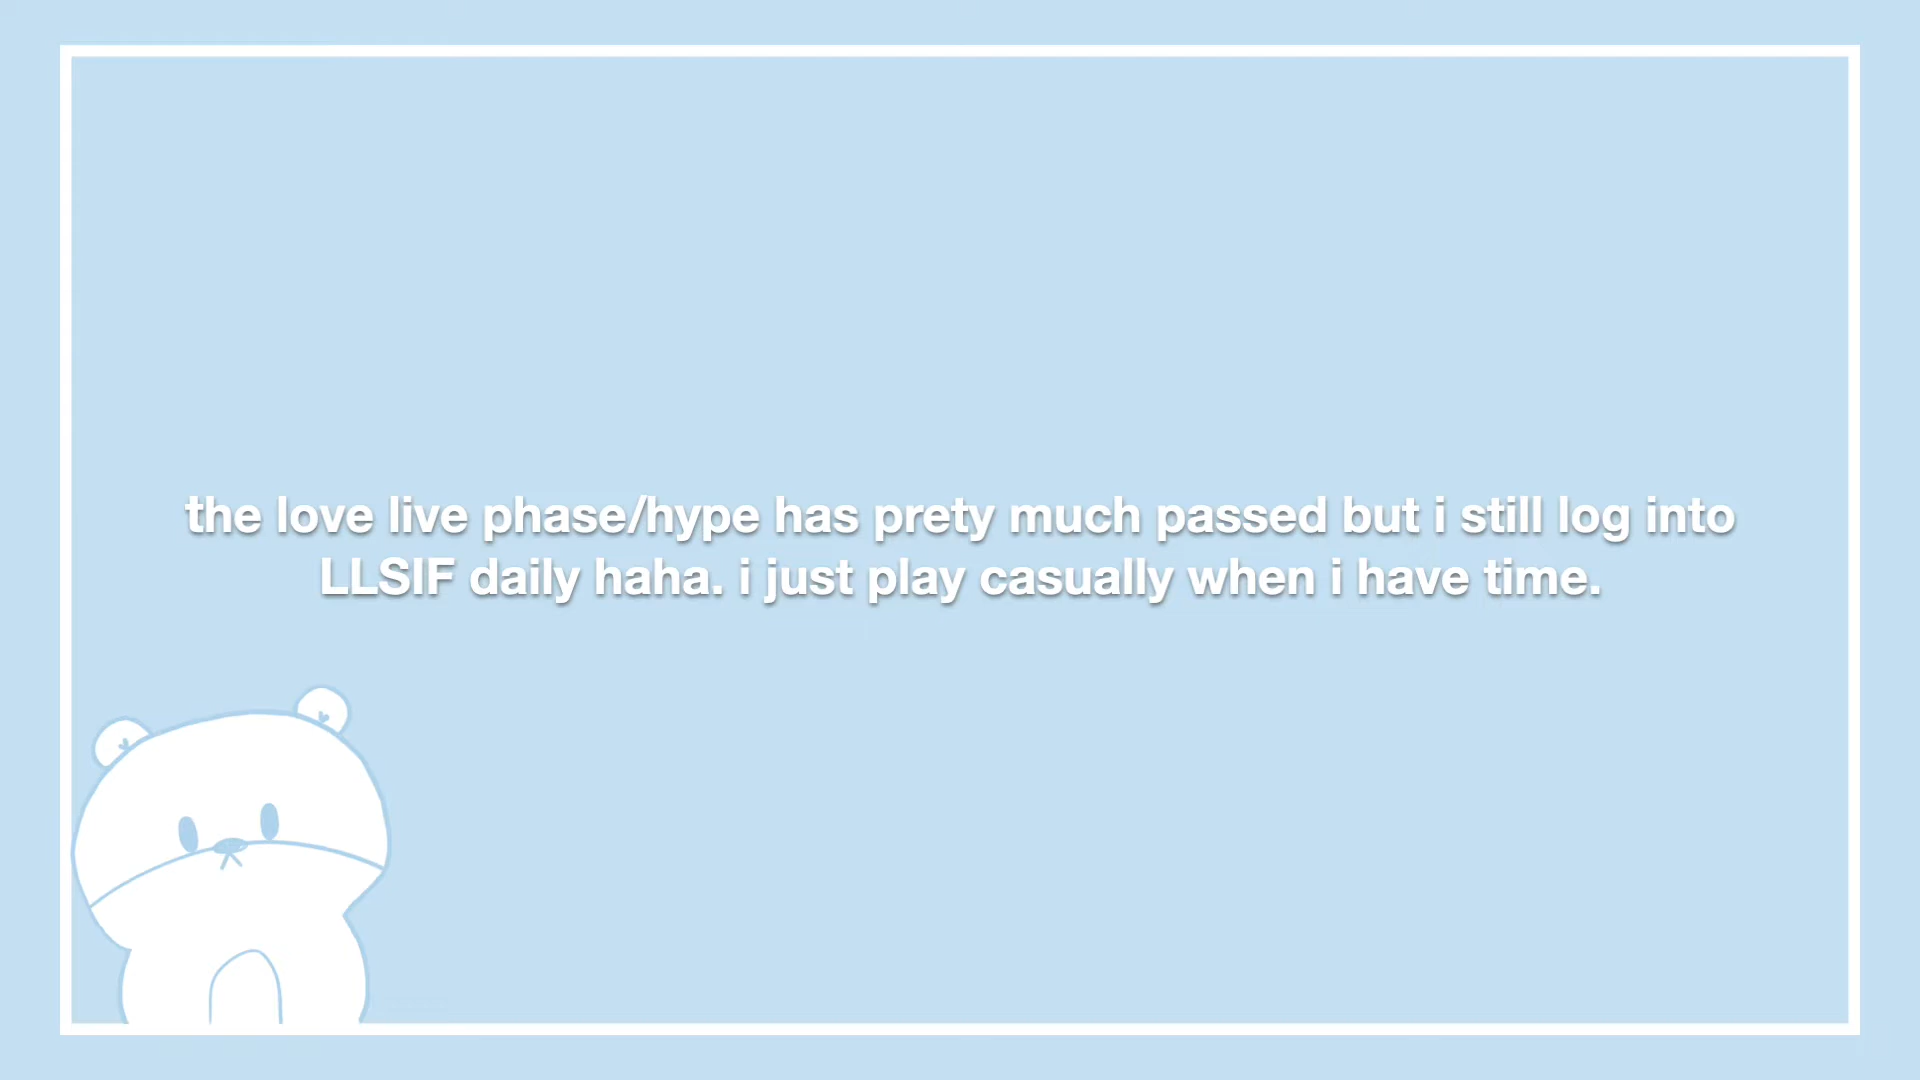 the love live phase/hype has prety much passed but i still log into
LLSIF daily haha. i just play casually when i have time.